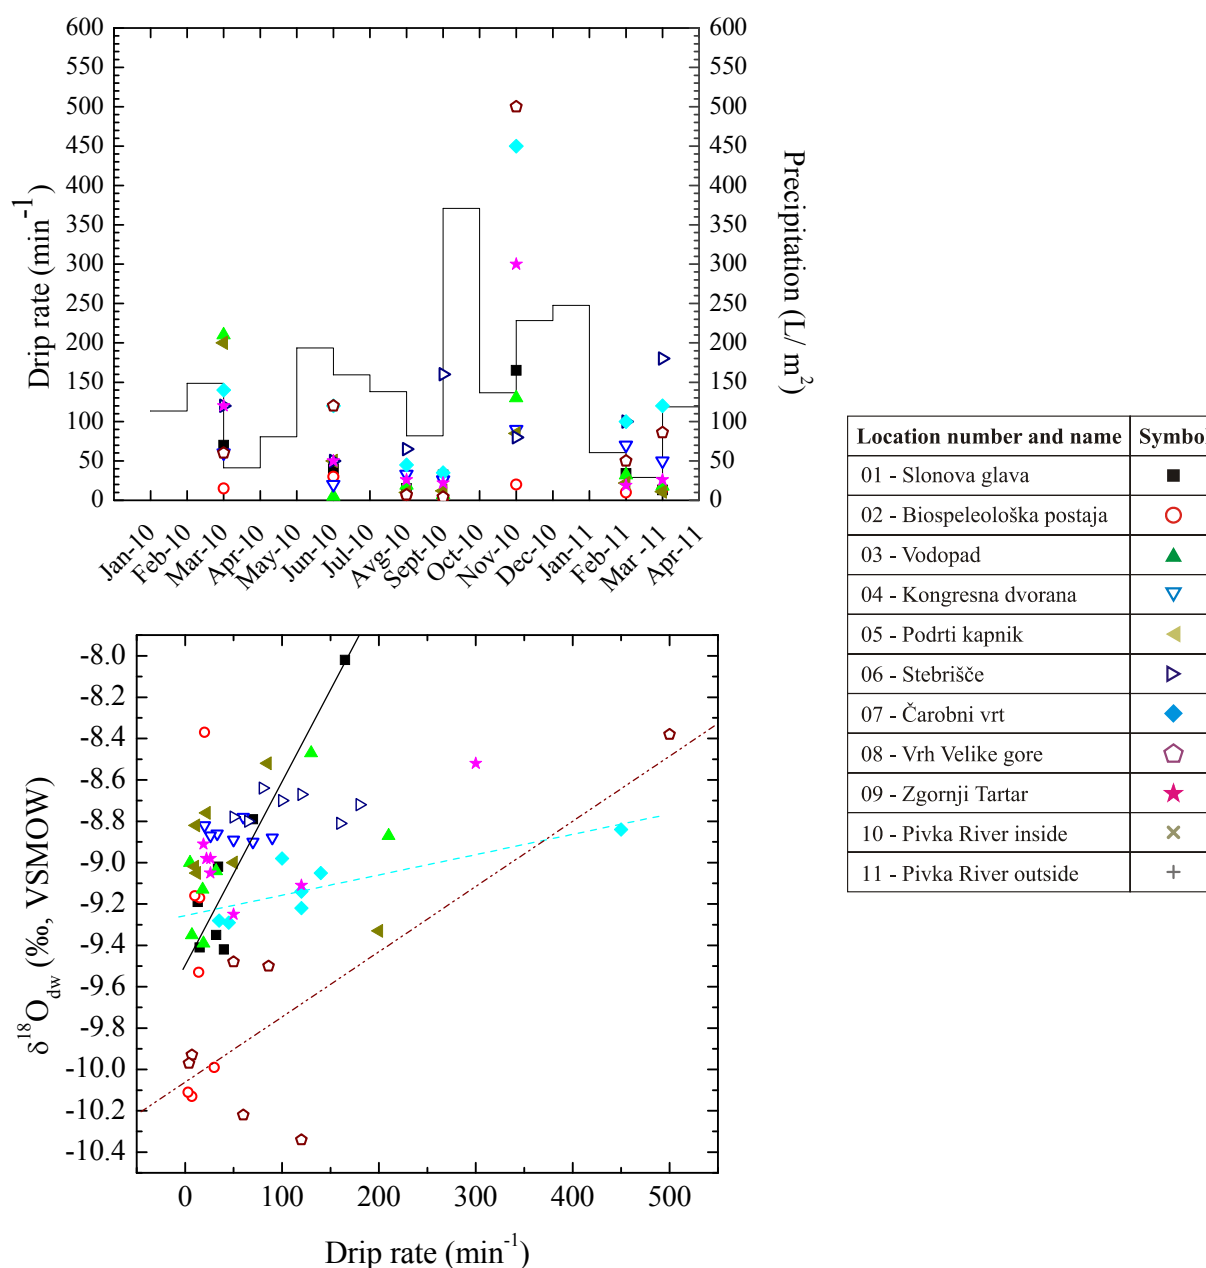 600
550
500
450
400
350
300
250
200
150
100
50
0
Drip rate (min-1)
600
550
500
450
400
350
300
250
200
150
100
50
0
Precipitation (L/ m2)
Jan-10
Feb-10
Mar-10
Apr-10
May-10
Jun-10
Jul-10
Avg-10
Sept-10
Oct-10
Nov-10
Dec-10
Jan-11
Feb-11
Mar -11
Apr-11
Location number and name Symbol
01 - Slonova glava
02 - Biospeleološka postaja
03 - Vodopad
04 - Kongresna dvorana
05 - Podrti kapnik
06 - Stebrišče
07 - Čarobni vrt
08 - Vrh Velike gore
09 - Zgornji Tartar
10 - Pivka River inside
11 - Pivka River outside
-8.0
-8.2
-8.4
-8.6
-8.8
-9.0
-9.2
-9.4
-9.6
-9.8
-10.0
-10.2
-10.4
δ18Odw (‰, VSMOW)
0 100 200 300 400 500
Drip rate (min-1)